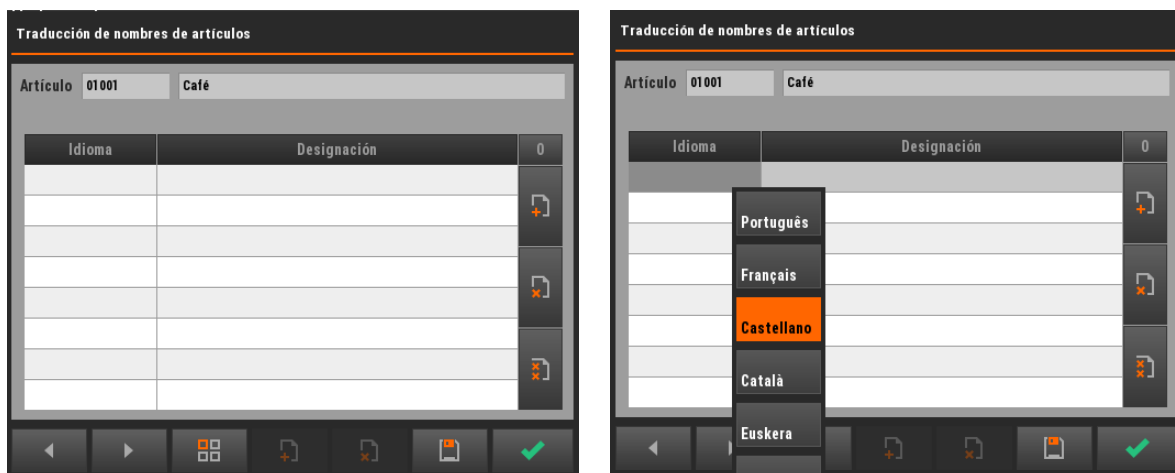 Traducción de nombres de artículos
Artículo 01001 Café
Idioma Designación 0
Traducción de nombres de artículos
Artículo 01001 Café
Idioma Designación 0
Português
Français
Castellano
Català
Euskera